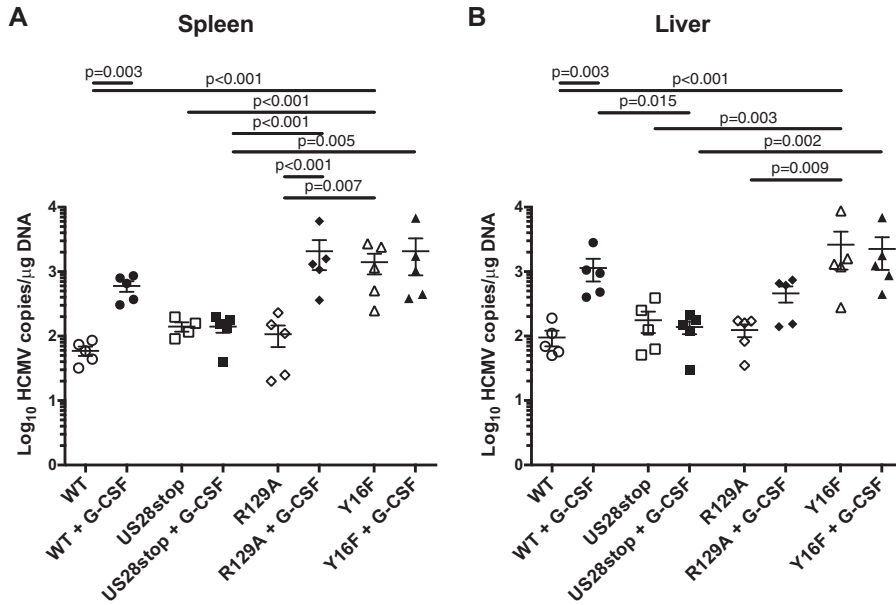 A
Spleen
p=0.003
p<0.001
p<0.001
p<0.001
p=0.005
p<0.001
p=0.007
Log10 HCMV copies/µg DNA
4
3
2
1
0
WT
WT + G-CSF
US28stop
US28stop + G-CSF
R129A
R129A + G-CSF
Y16F
Y16F + G-CSF
B
Liver
p=0.003
p<0.001
p=0.015
p=0.003
p=0.002
p=0.009
Log10 HCMV copies/µg DNA
4
3
2
1
0
WT
WT + G-CSF
US28stop
US28stop + G-CSF
R129A
R129A + G-CSF
Y16F
Y16F + G-CSF